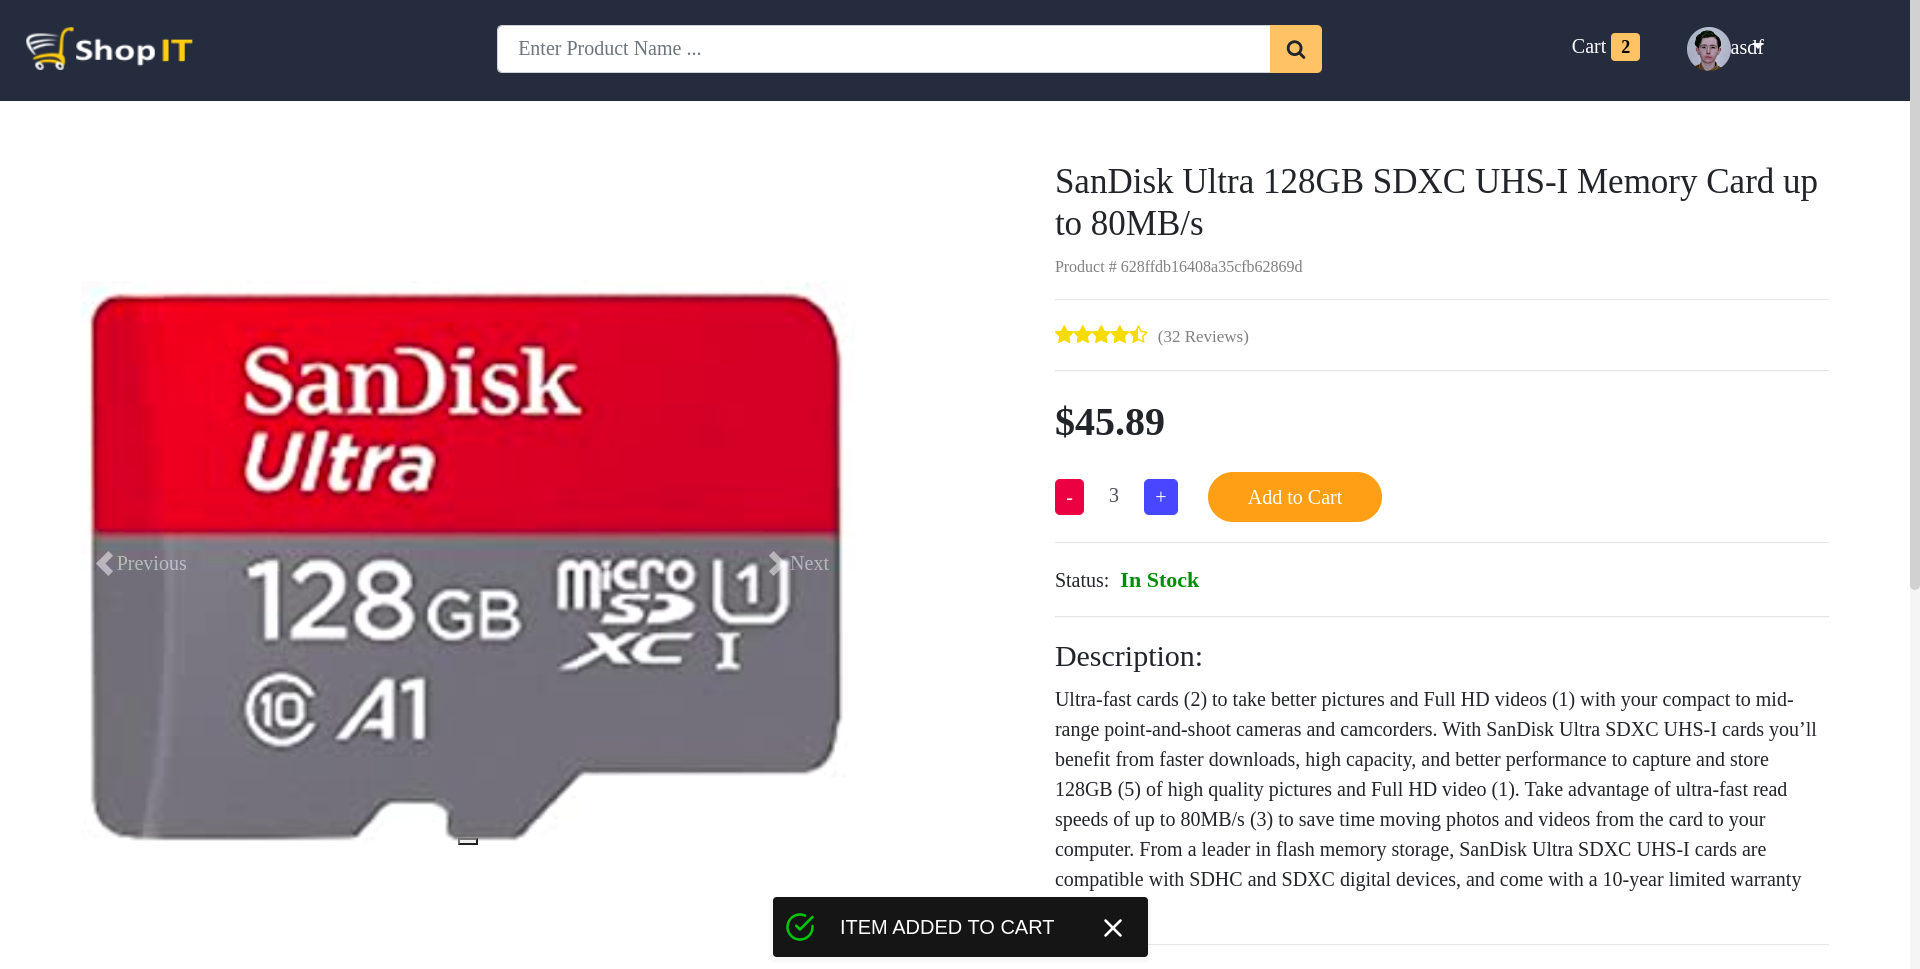 Shop IT
Enter Product Name ...
Cart 2
asdf
SanDisk Ultra 128GB SDXC UHS-I Memory Card up
to 80MB/s
Product # 628ffdb16408a35cfb62869d
(32 Reviews)
$45.89
- 3 + Add to Cart
Status: In Stock
Description:
Ultra-fast cards (2) to take better pictures and Full HD videos (1) with your compact to mid-
range point-and-shoot cameras and camcorders. With SanDisk Ultra SDXC UHS-I cards you’ll
benefit from faster downloads, high capacity, and better performance to capture and store
128GB (5) of high quality pictures and Full HD video (1). Take advantage of ultra-fast read
speeds of up to 80MB/s (3) to save time moving photos and videos from the card to your
computer. From a leader in flash memory storage, SanDisk Ultra SDXC UHS-I cards are
compatible with SDHC and SDXC digital devices, and come with a 10-year limited warranty
SanDisk
Ultra
Previous
Next
128GB
micro
SD
XC I
U1
10 A1
ITEM ADDED TO CART